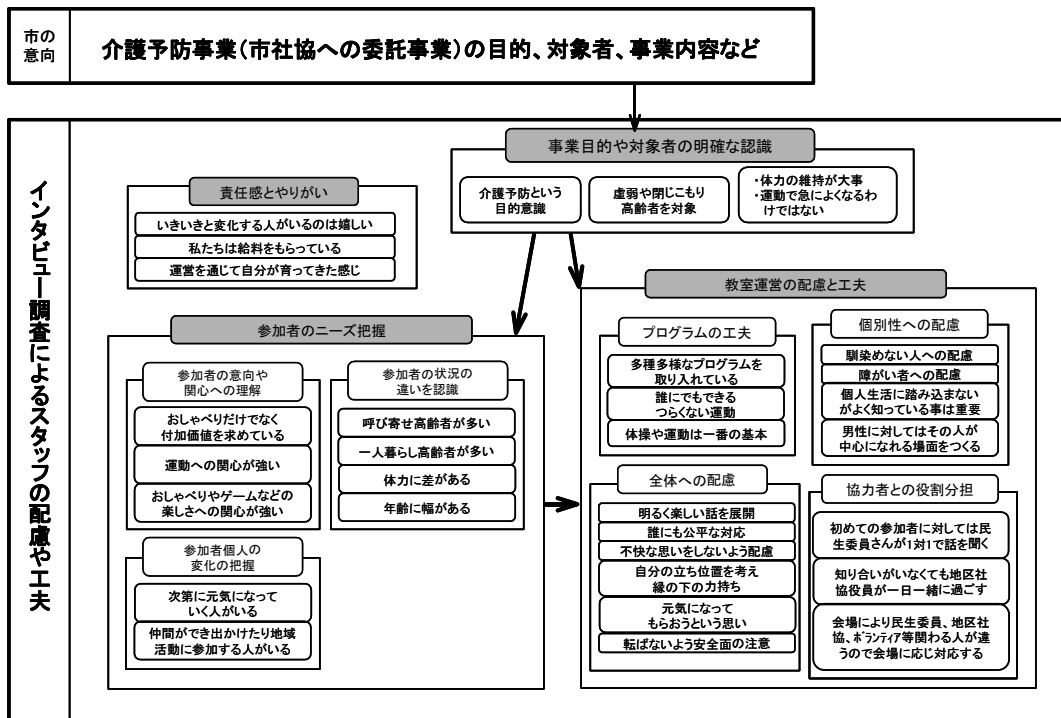 市の
意向
介護予防事業(市社協への委託事業)の目的、対象者、事業内容など
インタビュー調査によるスタッフの配慮や工夫
事業目的や対象者の明確な認識
介護予防という
目的意識
虚弱や閉じこもり
高齢者を対象
・体力の維持が大事
・運動で急によくなるわ
けではない
責任感とやりがい
いきいきと変化する人がいるのは嬉しい
私たちは給料をもらっている
運営を通じて自分が育ってきた感じ
参加者のニーズ把握
参加者の意向や
関心への理解
おしゃべりだけでなく
付加価値を求めている
運動への関心が強い
おしゃべりやゲームなどの
楽しさへの関心が強い
参加者の状況の
違いを認識
呼び寄せ高齢者が多い
一人暮らし高齢者が多い
体力に差がある
年齢に幅がある
参加者個人の
変化の把握
次第に元気になって
いく人がいる
仲間ができ出かけたり地域
活動に参加する人がいる
教室運営の配慮と工夫
プログラムの工夫
多種多様なプログラムを
取り入れている
誰にでもできる
つらくない運動
体操や運動は一番の基本
個別性への配慮
馴染めない人への配慮
障がい者への配慮
個人生活に踏み込まない
がよく知っている事は重要
男性に対してはその人が
中心になれる場面をつくる
全体への配慮
明るく楽しい話を展開
誰にも公平な対応
不快な思いをしないよう配慮
自分の立ち位置を考え
縁の下の力持ち
元気になって
もらおうという思い
転ばないよう安全面の注意
協力者との役割分担
初めての参加者に対しては民
生委員さんが1対1で話を聞く
知り合いがいなくても地区社
協役員が一日一緒に過ごす
会場により民生委員、地区社
協、ボランティア等関わる人が違
うので会場に応じ対応する